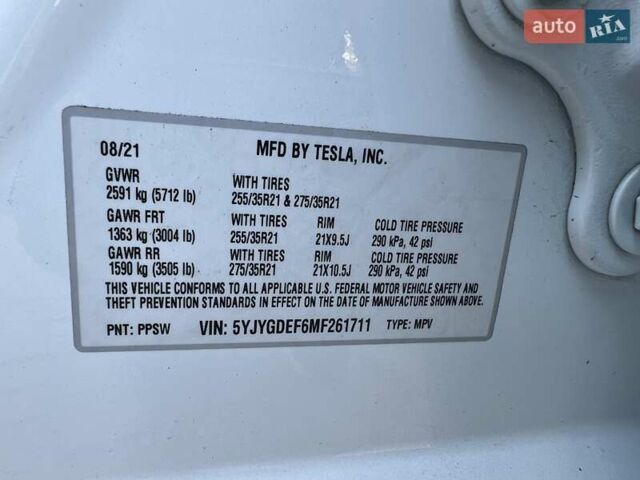 auto RIA
.com
08/21 MFD BY TESLA, INC.
GVWR
2591 kg (5712 lb) WITH TIRES
255/35R21 & 275/35R21
GAWR FRT WITH TIRES RIM COLD TIRE PRESSURE
1363 kg (3004 lb) 255/35R21 21X9.5J 290 kPa, 42 psi
GAWR RR WITH TIRES RIM COLD TIRE PRESSURE
1590 kg (3505 lb) 275/35R21 21X10.5J 290 kPa, 42 psi
THIS VEHICLE CONFORMS TO ALL APPLICABLE U.S. FEDERAL MOTOR VEHICLE SAFETY AND
THEFT PREVENTION STANDARDS IN EFFECT ON THE DATE OF MANUFACTURE SHOWN ABOVE.
PNT: PPSW VIN: 5YJYGDEF6MF261711 TYPE: MPV